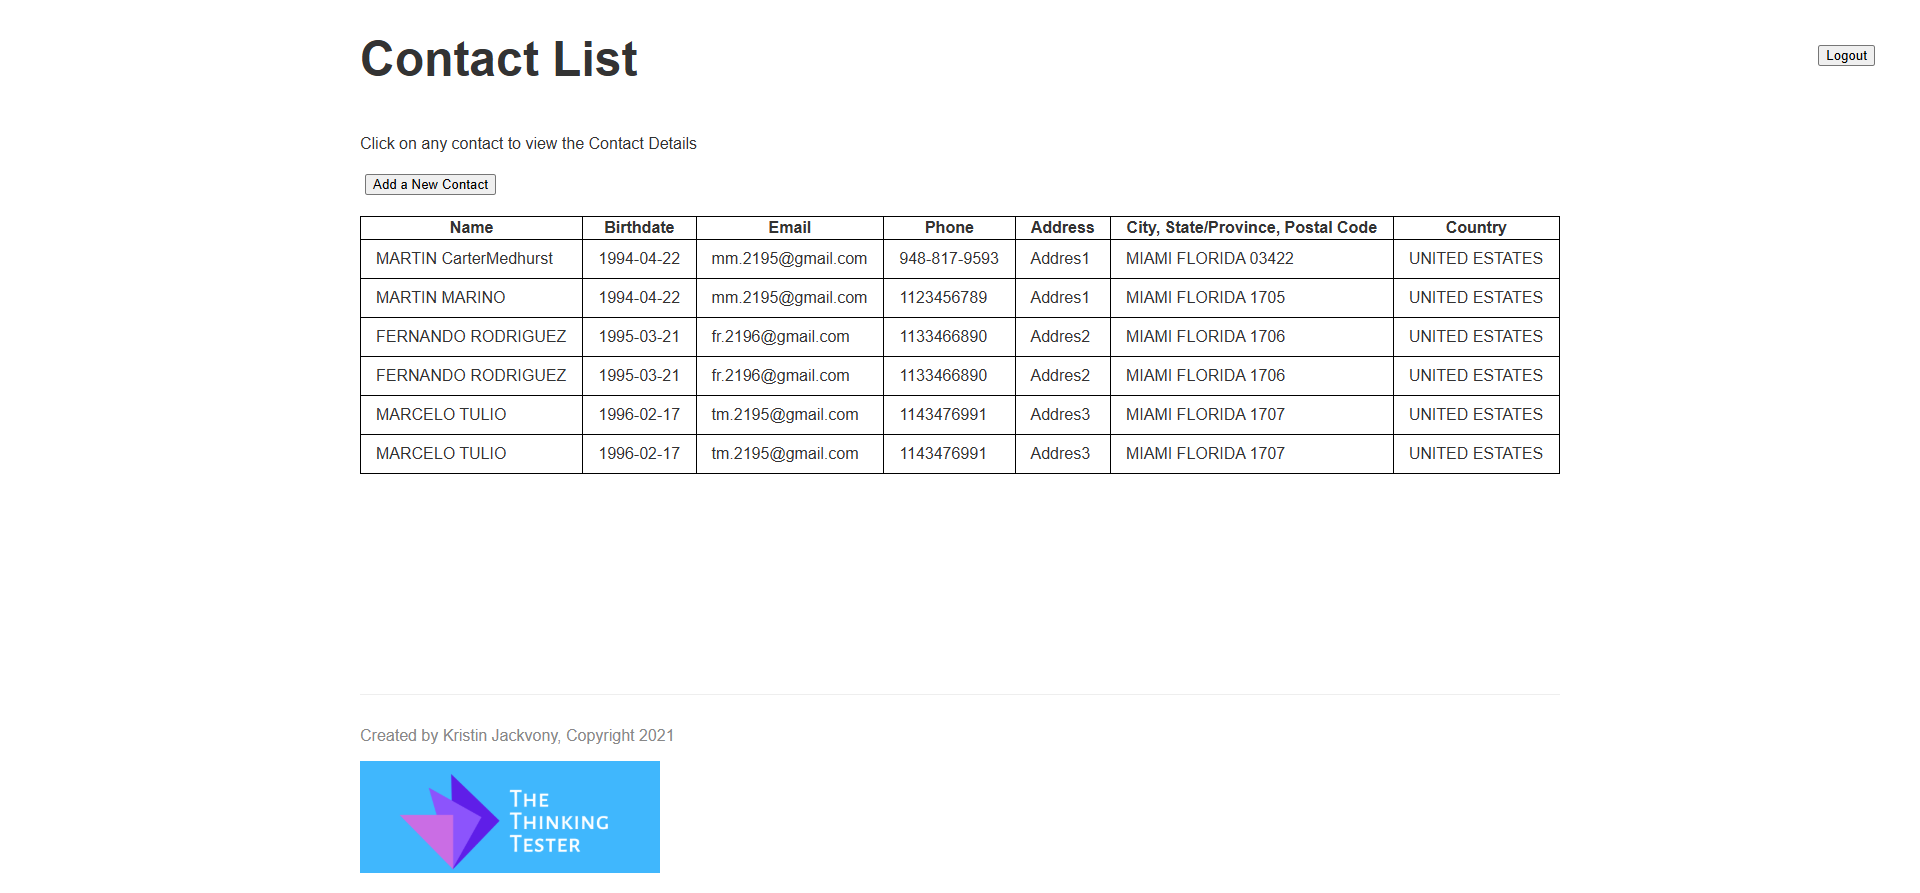 Contact List
Logout
Click on any contact to view the Contact Details
Add a New Contact
Name Birthdate Email Phone Address City, State/Province, Postal Code Country
MARTIN CarterMedhurst 1994-04-22 mm.2195@gmail.com 948-817-9593 Addres1 MIAMI FLORIDA 03422 UNITED ESTATES
MARTIN MARINO 1994-04-22 mm.2195@gmail.com 1123456789 Addres1 MIAMI FLORIDA 1705 UNITED ESTATES
FERNANDO RODRIGUEZ 1995-03-21 fr.2196@gmail.com 1133466890 Addres2 MIAMI FLORIDA 1706 UNITED ESTATES
FERNANDO RODRIGUEZ 1995-03-21 fr.2196@gmail.com 1133466890 Addres2 MIAMI FLORIDA 1706 UNITED ESTATES
MARCELO TULIO 1996-02-17 tm.2195@gmail.com 1143476991 Addres3 MIAMI FLORIDA 1707 UNITED ESTATES
MARCELO TULIO 1996-02-17 tm.2195@gmail.com 1143476991 Addres3 MIAMI FLORIDA 1707 UNITED ESTATES
Created by Kristin Jackvony, Copyright 2021
THE
THINKING
TESTER